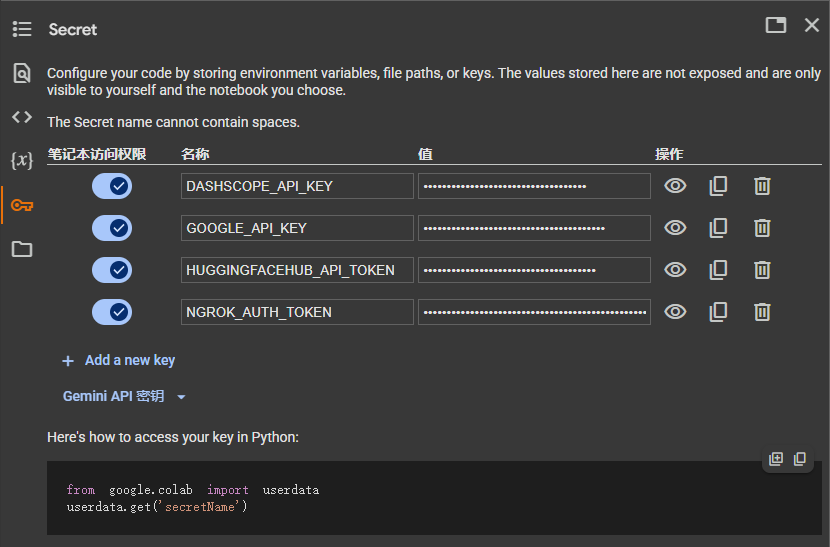 Secret
Configure your code by storing environment variables, file paths, or keys. The values stored here are not exposed and are only
visible to yourself and the notebook you choose.
The Secret name cannot contain spaces.
笔记本访问权限 名称 值 操作
DASHSCOPE_API_KEY
GOOGLE_API_KEY
HUGGINGFACEHUB_API_TOKEN
NGROK_AUTH_TOKEN
+ Add a new key
Gemini API 密钥
Here's how to access your key in Python:
from google.colab import userdata
userdata.get('secretName')